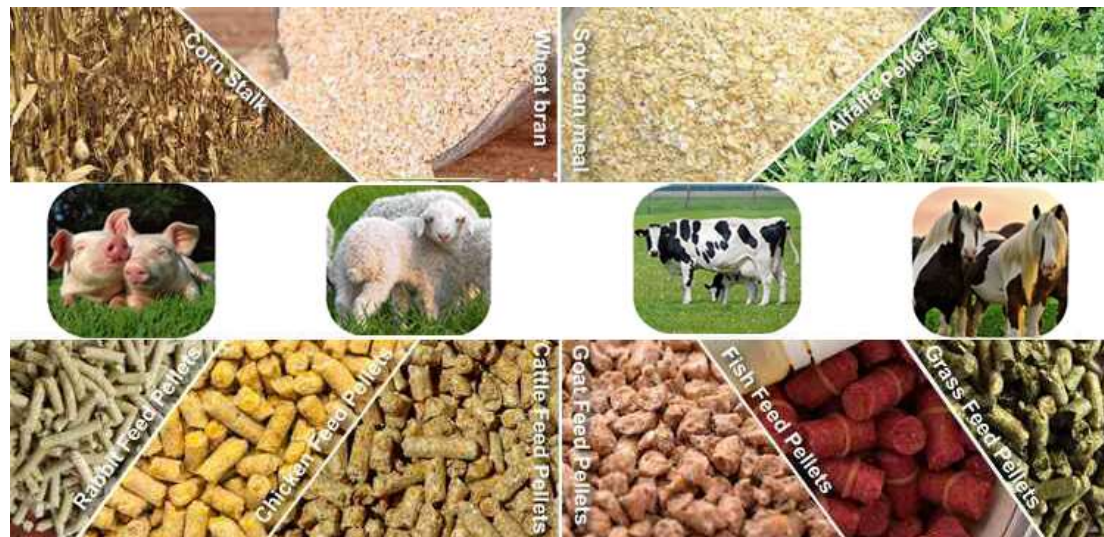 Corn Stalk
Wheat bran
Soybean meal
Alfalfa Pellets
Rabbit Feed Pellets
Chicken Feed Pellets
Cattle Feed Pellets
Goat Feed Pellets
Fish Feed Pellets
Grass Feed Pellets